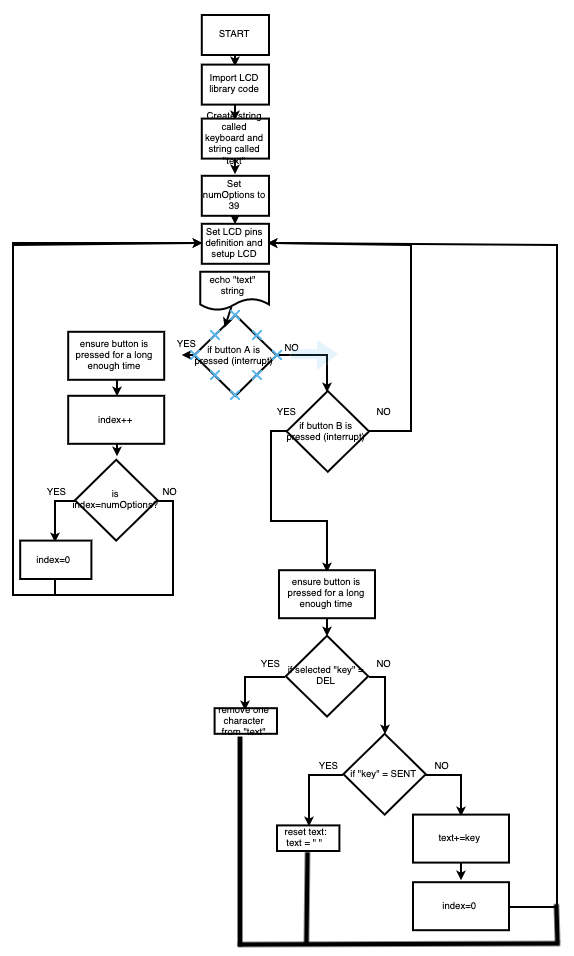 START
Import LCD
library code
Create string
called
keyboard and
string called
"text"
Set
numOptions to
39
Set LCD pins
definition and
setup LCD
echo "text"
string
YES
if button A is
pressed (interrupt)
NO
ensure button is
pressed for a long
enough time
index++
YES
if button B is
pressed (interrupt)
NO
YES
is
index=numOptions?
NO
index=0
ensure button is
pressed for a long
enough time
YES
if selected "key" =
DEL
NO
remove one
character
from "text"
YES
if "key" = SENT
NO
reset text:
text = " "
text+=key
index=0